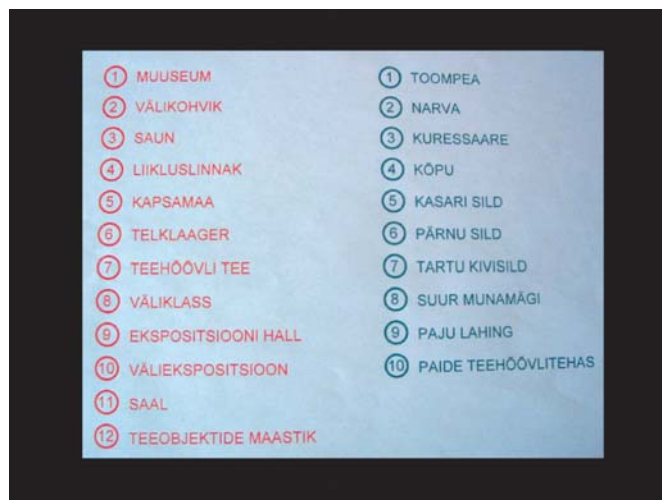 1 MUUSEUM
2 VÄLIKOHVIK
3 SAUN
4 LIIKLUSLINNAK
5 KAPSAMAA
6 TELKLAAGER
7 TEEHÖÖVLI TEE
8 VÄLIKLASS
9 EKSPOSITSIOONI HALL
10 VÄLIEKSPOSITSIOON
11 SAAL
12 TEEOBJEKTIDE MAASTIK
1 TOOMPEA
2 NARVA
3 KURESSAARE
4 KÕPU
5 KASARI SILD
6 PÄRNU SILD
7 TARTU KIVISILD
8 SUUR MUNAMÄGI
9 PAJU LAHING
10 PAIDE TEEHÖÖVLITEHAS